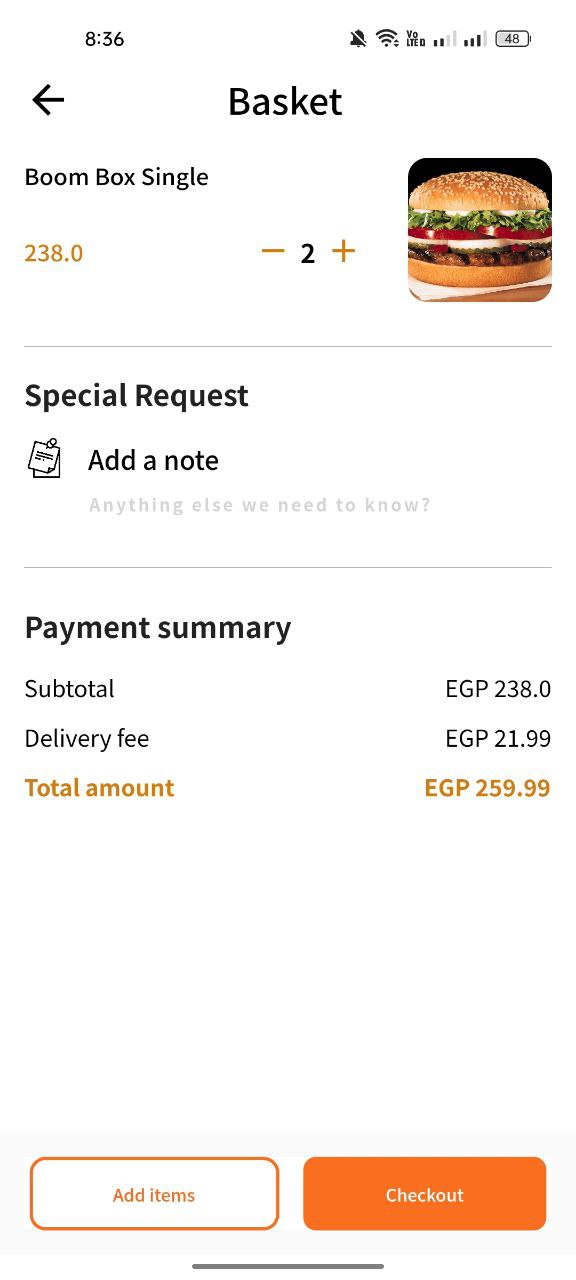 8:36
Vo
LTE
48
Basket
Boom Box Single
238.0
2
Special Request
Add a note
Anything else we need to know?
Payment summary
Subtotal EGP 238.0
Delivery fee EGP 21.99
Total amount EGP 259.99
Add items Checkout